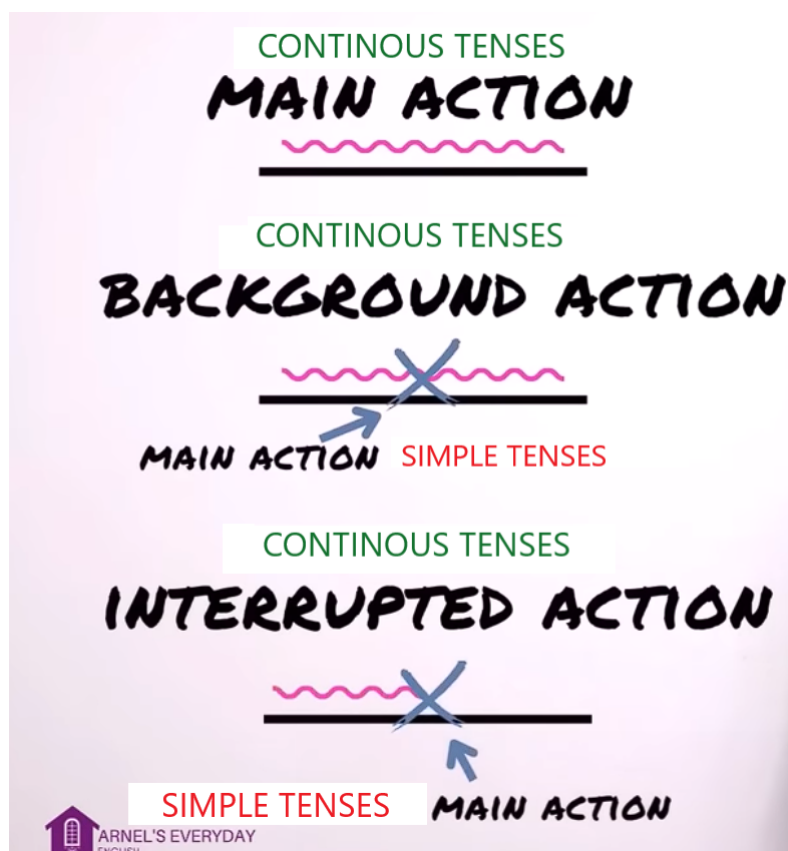 CONTINOUS TENSES
MAIN ACTION
CONTINOUS TENSES
BACKGROUND ACTION
MAIN ACTION SIMPLE TENSES
CONTINOUS TENSES
INTERRUPTED ACTION
SIMPLE TENSES MAIN ACTION
ARNEL'S EVERYDAY
ENGLISH